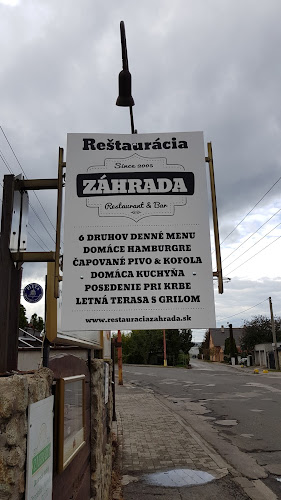 Reštaurácia
Since 2005
ZÁHRADA
Restaurant & Bar
6 DRUHOV DENNÉ MENU
DOMÁCE HAMBURGRE
ČAPOVANÉ PIVO & KOFOLA
DOMÁCA KUCHYŇA
POSEDENIE PRI KRBE
LETNÁ TERASA S GRILOM
www.restauraciazahrada.sk